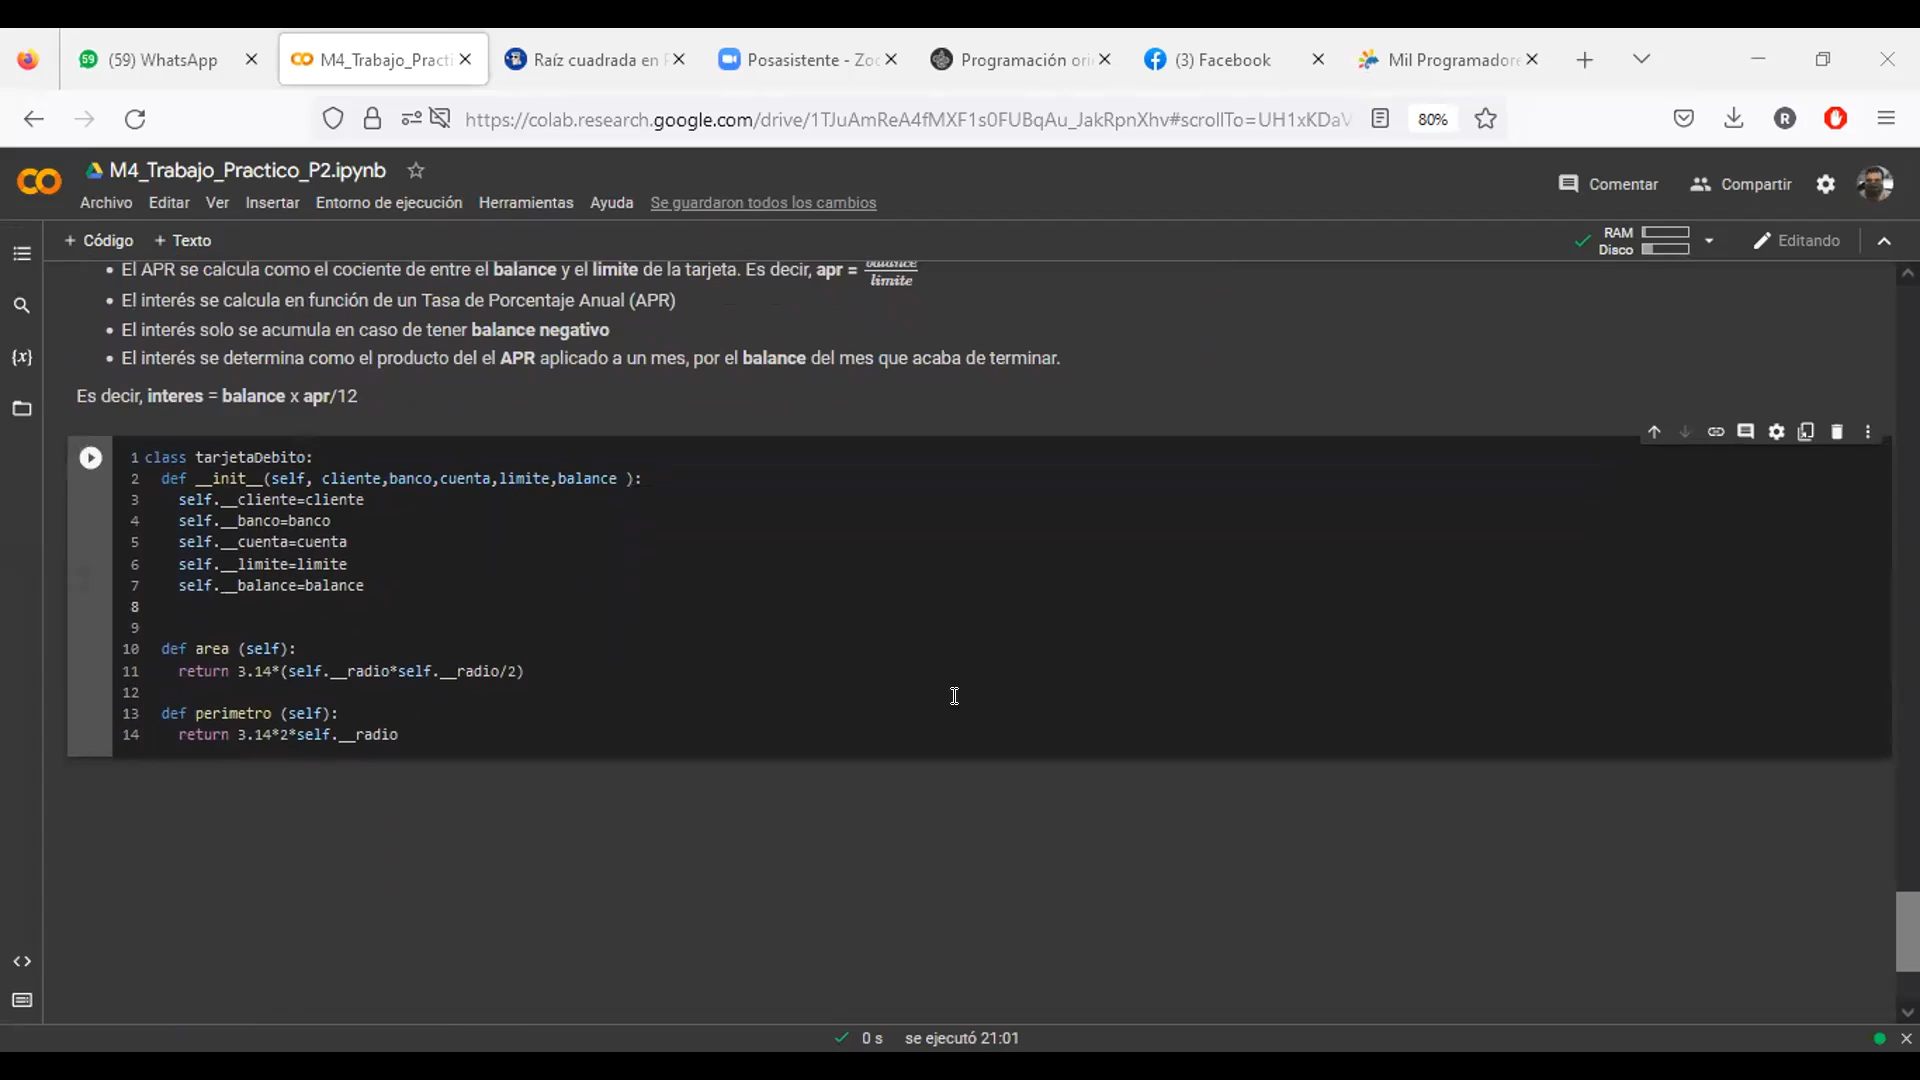 (59) WhatsApp
M4_Trabajo_Practi
Raíz cuadrada en P
Posasistente - Zoo
Programación ori
(3) Facebook
Mil Programadore
https://colab.research.google.com/drive/1TJuAmReA4fMXF1s0FUBqAu_JakRpnXhv#scrollTo=UH1xKDaV
80%
R
M4_Trabajo_Practico_P2.ipynb
Comentar
Compartir
Archivo Editar Ver Insertar Entorno de ejecución Herramientas Ayuda Se guardaron todos los cambios
+ Código + Texto
RAM
Disco
Editando
• El APR se calcula como el cociente de entre el balance y el limite de la tarjeta. Es decir, apr = balance / limite
• El interés se calcula en función de un Tasa de Porcentaje Anual (APR)
• El interés solo se acumula en caso de tener balance negativo
• El interés se determina como el producto del el APR aplicado a un mes, por el balance del mes que acaba de terminar.
Es decir, interes = balance x apr/12
1 class tarjetaDebito:
2 def __init__(self, cliente,banco,cuenta,limite,balance ):
3 self.__cliente=cliente
4 self.__banco=banco
5 self.__cuenta=cuenta
6 self.__limite=limite
7 self.__balance=balance
8
9
10 def area (self):
11 return 3.14*(self.__radio*self.__radio/2)
12
13 def perimetro (self):
14 return 3.14*2*self.__radio
0 s se ejecutó 21:01